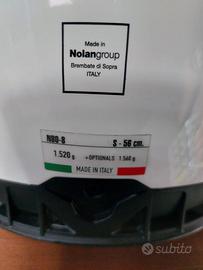 Made in
Nolangroup
Brembate di Sopra
ITALY
N80-8 S - 56 cm.
1.520 g +OPTIONALS 1.560 g
MADE IN ITALY
subito